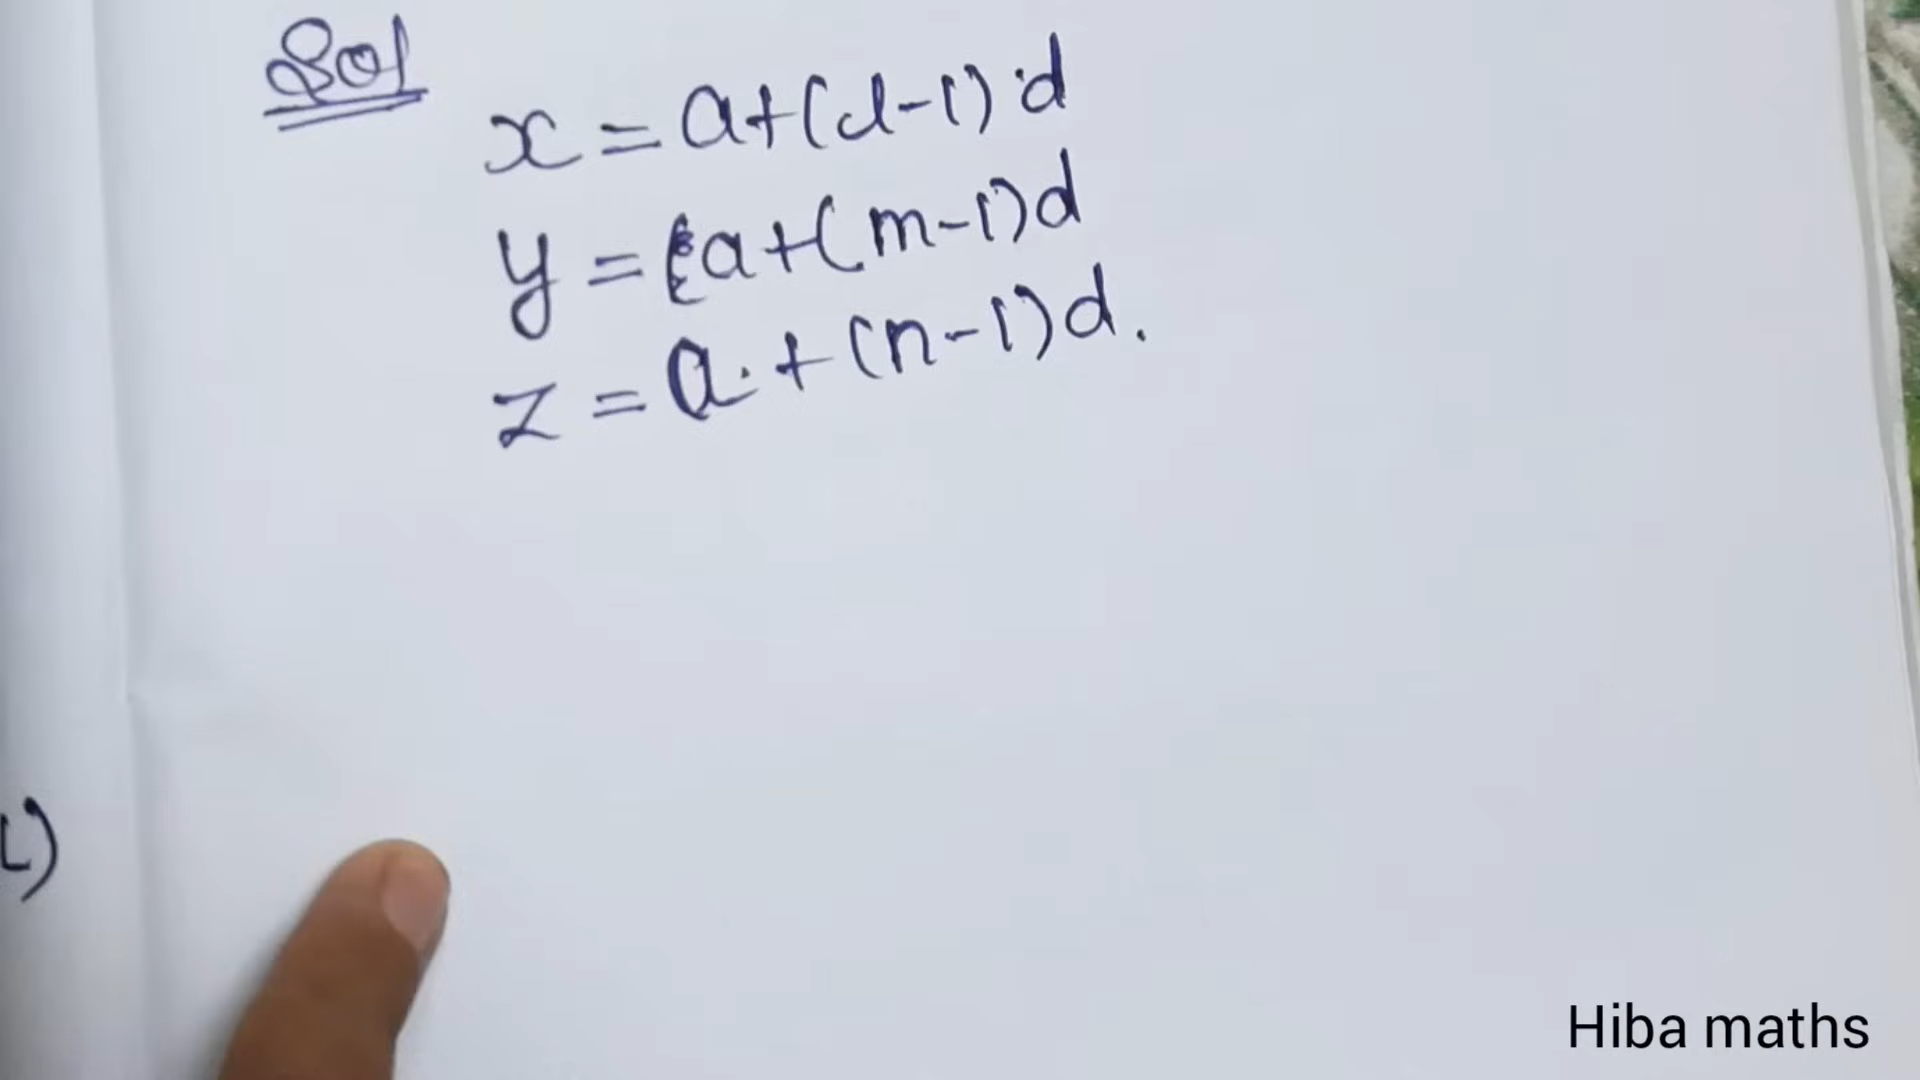 Sol
x = a+(l-1) d
y = a+(m-1)d
z = a + (n-1)d.
Hiba maths